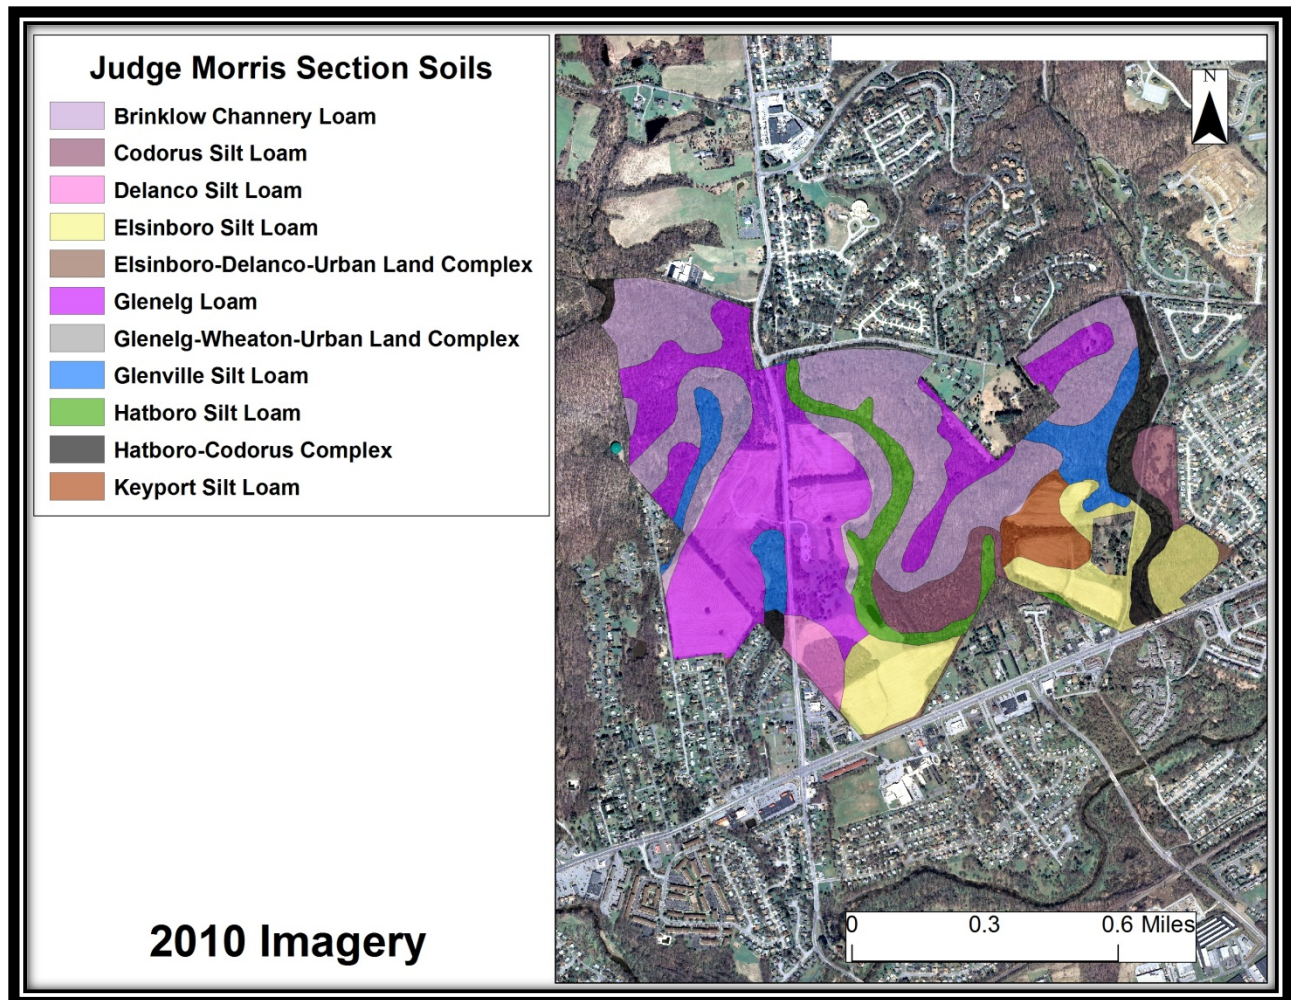 Judge Morris Section Soils
Brinklow Channery Loam
Codorus Silt Loam
Delanco Silt Loam
Elsinboro Silt Loam
Elsinboro-Delanco-Urban Land Complex
Glenelg Loam
Glenelg-Wheaton-Urban Land Complex
Glenville Silt Loam
Hatboro Silt Loam
Hatboro-Codorus Complex
Keyport Silt Loam
2010 Imagery
N
0 0.3 0.6 Miles